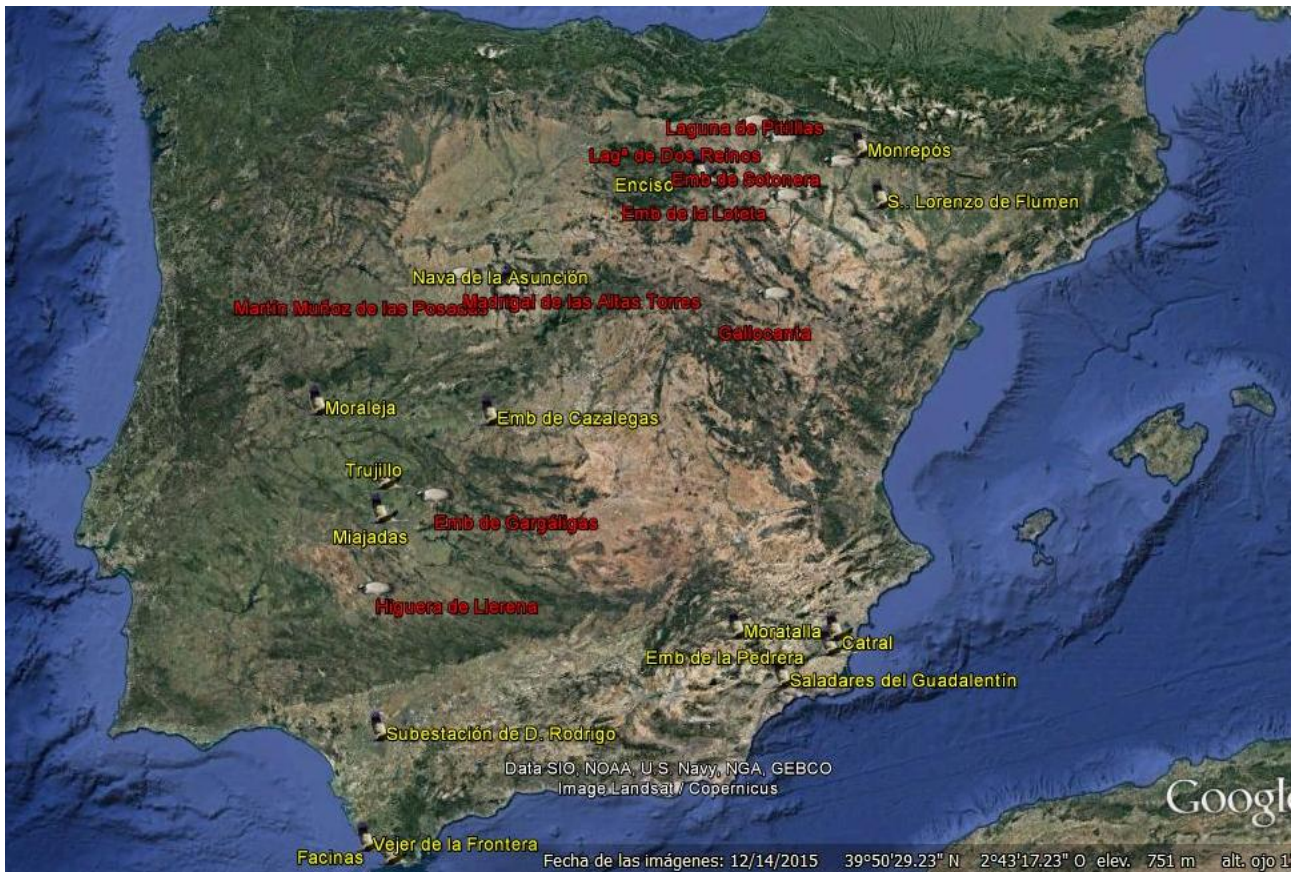 Laguna de Pitillas
Monrepós
Lagª de Dos Reinos
Enciso
Emb de Sotonera
S.. Lorenzo de Flumen
Emb de la Loteta
Nava de la Asunción
Martín Muñoz de las Posadas
Madrigal de las Altas Torres
Gallocanta
Moraleja
Emb de Cazalegas
Trujillo
Emb de Gargáligas
Miajadas
Higuera de Llerena
Moratalla
Catral
Emb de la Pedrera
Saladares del Guadalentín
Subestación de D. Rodrigo
Data SIO, NOAA, U.S. Navy, NGA, GEBCO
Image Landsat / Copernicus
Google
Vejer de la Frontera
Facinas
Fecha de las imágenes: 12/14/2015 39°50'29.23" N 2°43'17.23" O elev. 751 m alt. ojo 1